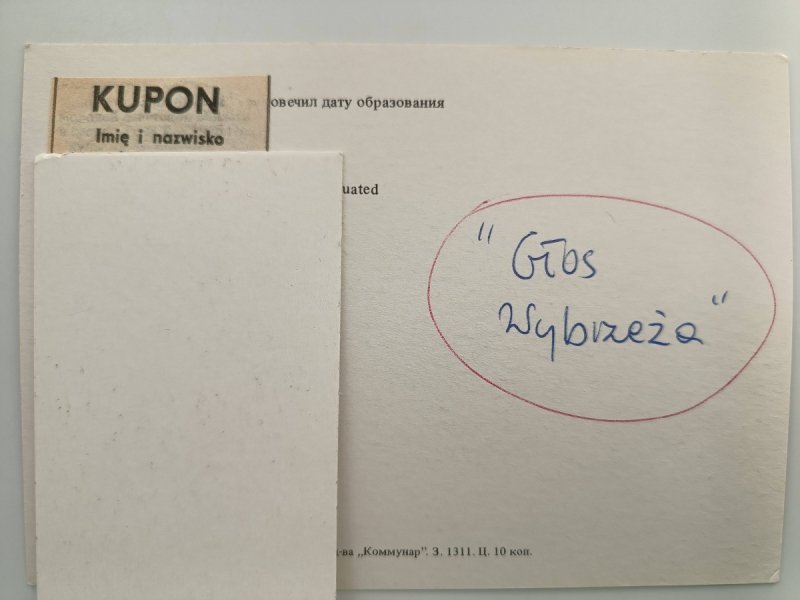 KUPON
Imię i nazwisko
овечил дату образования
uated
"Głos
Wybrzeża"
-ва „Коммунар". З. 1311. Ц. 10 коп.